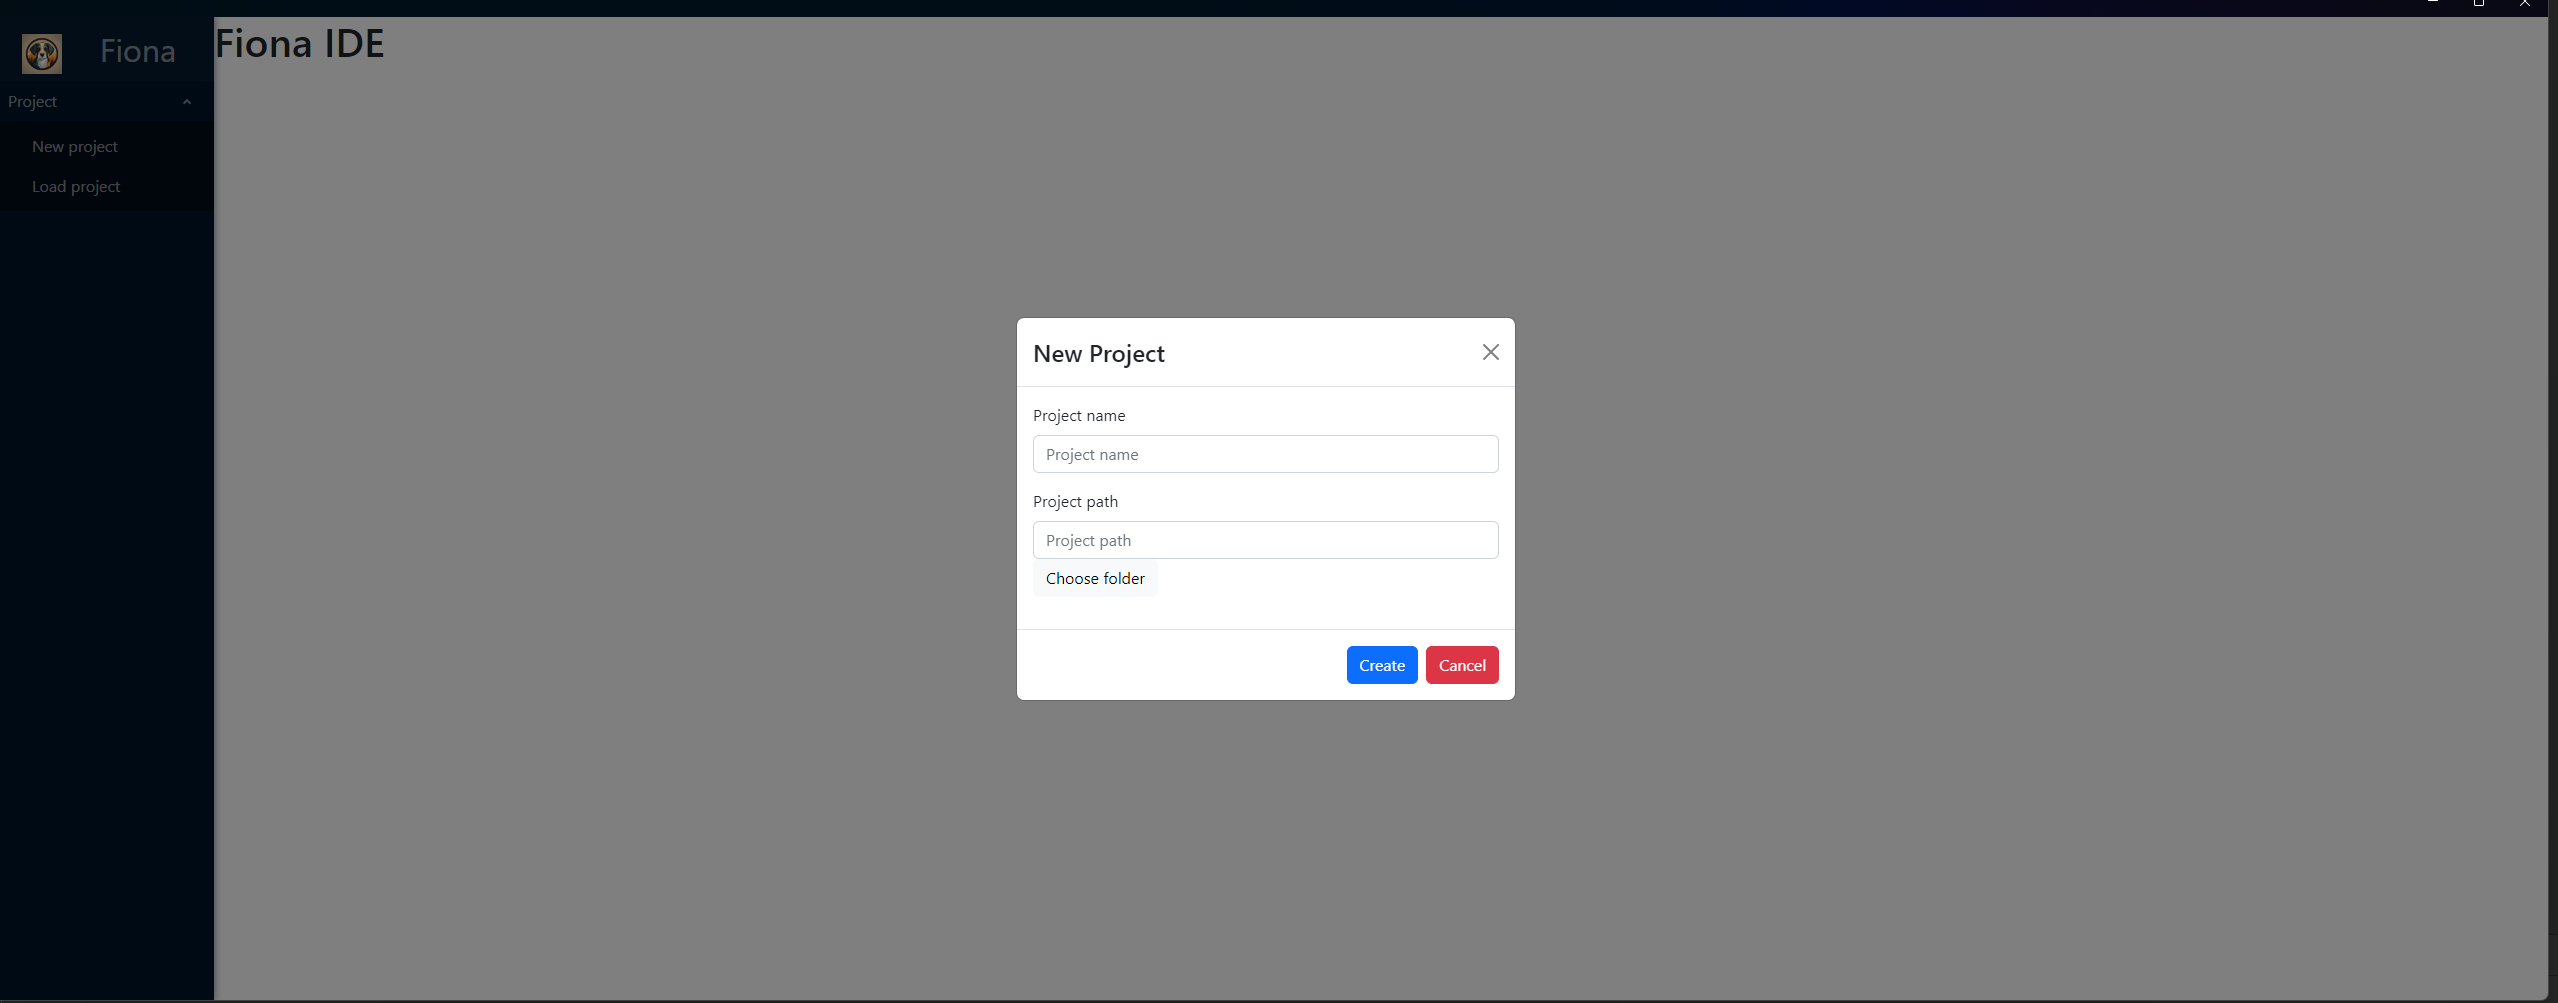 Fiona
Fiona IDE
Project
New project
Load project
New Project
Project name
Project name
Project path
Project path
Choose folder
Create
Cancel